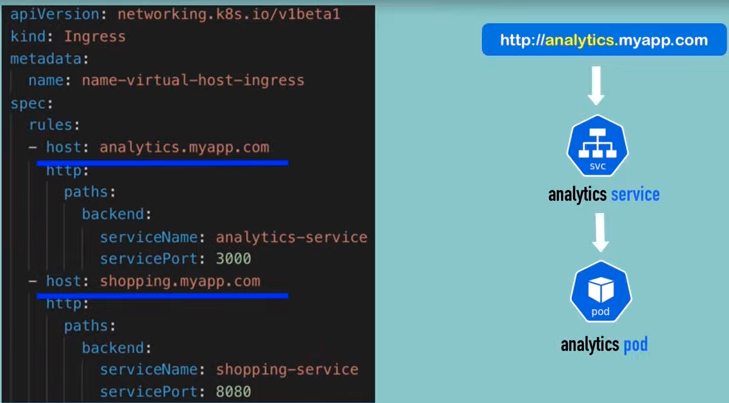 apiVersion: networking.k8s.io/v1beta1
kind: Ingress
metadata:
  name: name-virtual-host-ingress
spec:
  rules:
  - host: analytics.myapp.com
    http:
      paths:
        backend:
          serviceName: analytics-service
          servicePort: 3000
  - host: shopping.myapp.com
    http:
      paths:
        backend:
          serviceName: shopping-service
          servicePort: 8080
http://analytics.myapp.com
svc
analytics service
pod
analytics pod